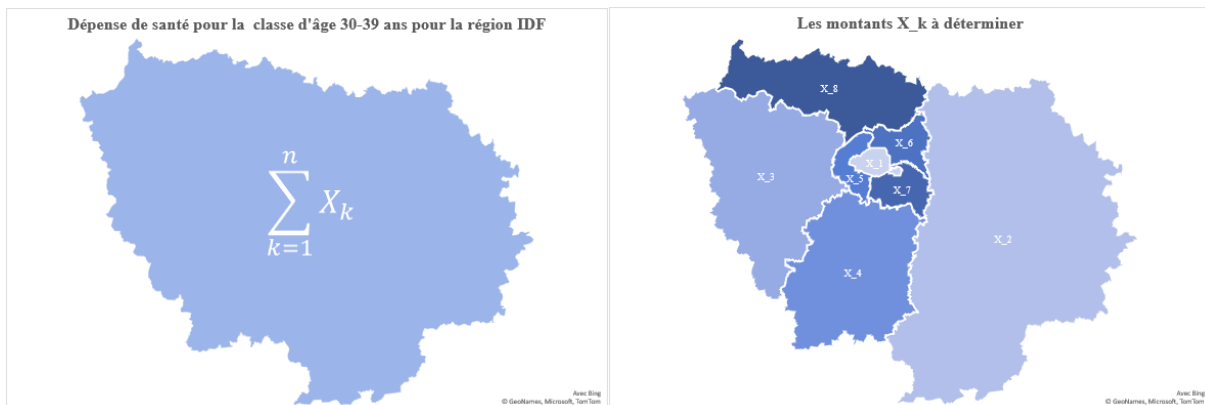 Dépense de santé pour la  classe d'âge 30-39 ans pour la région IDF
n
∑ X_k
k=1
Avec Bing
© GeoNames, Microsoft, TomTom
Les montants X_k à déterminer
X_8
X_6
X_1
X_3
X_5
X_7
X_2
X_4
Avec Bing
© GeoNames, Microsoft, TomTom